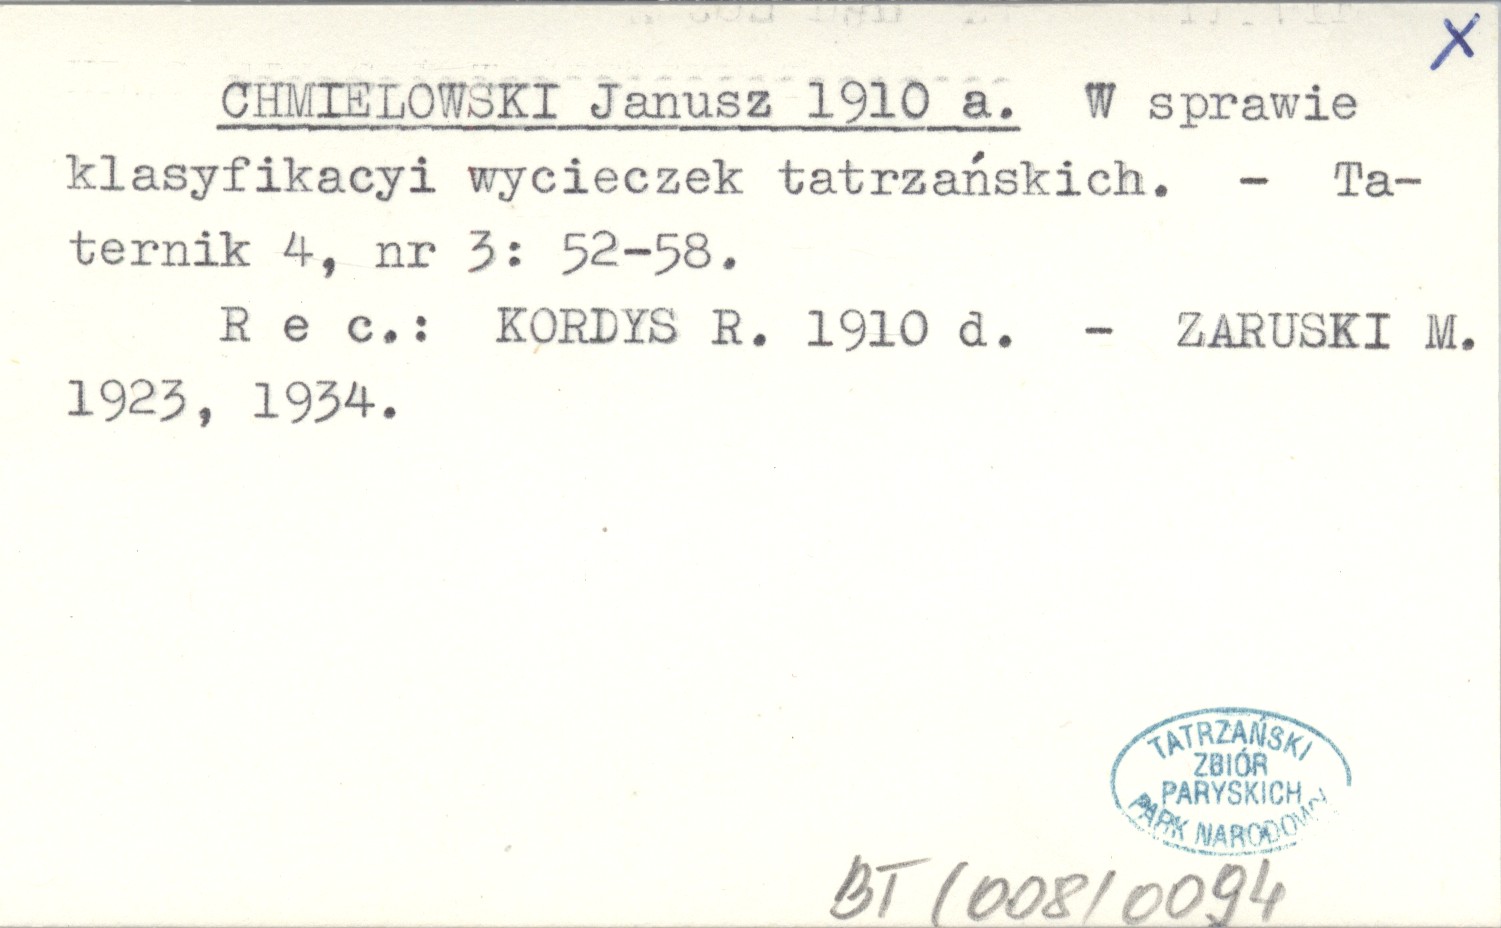 X
CHMIELOWSKI Janusz 1910 a. W sprawie
klasyfikacyi wycieczek tatrzańskich. - Ta-
ternik 4, nr 3: 52-58.
R e c.: KORDYS R. 1910 d. - ZARUSKI M.
1923, 1934.
TATRZAŃSKI
ZBIÓR
PARYSKICH
PARK NARODOWY
BT/008/0094